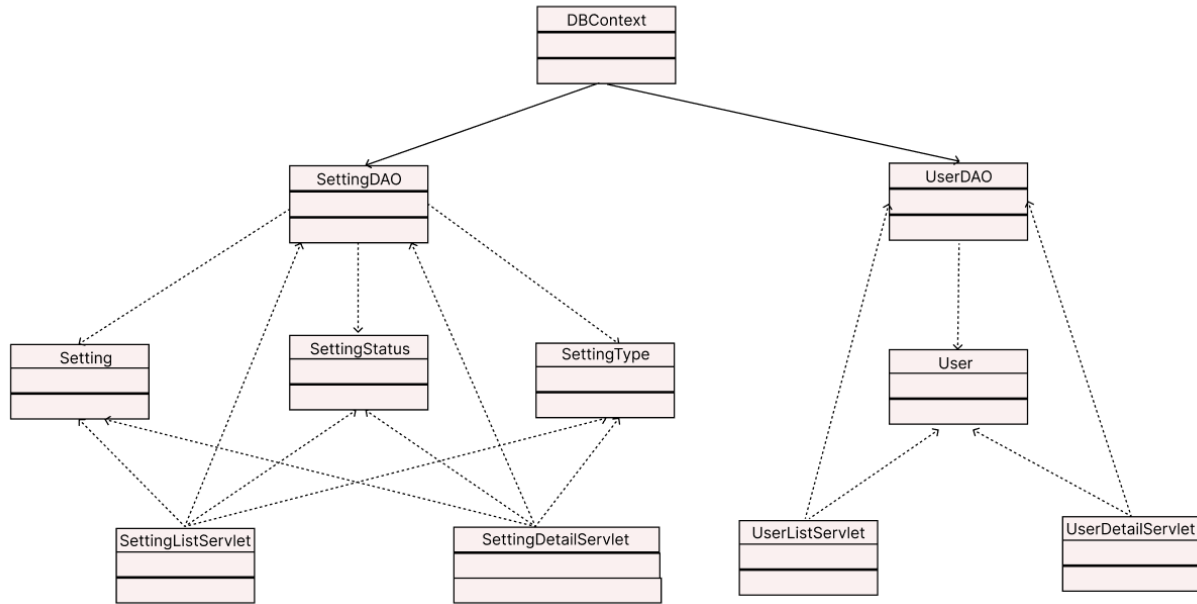 DBContext
SettingDAO
UserDAO
Setting
SettingStatus
SettingType
User
SettingListServlet
SettingDetailServlet
UserListServlet
UserDetailServlet